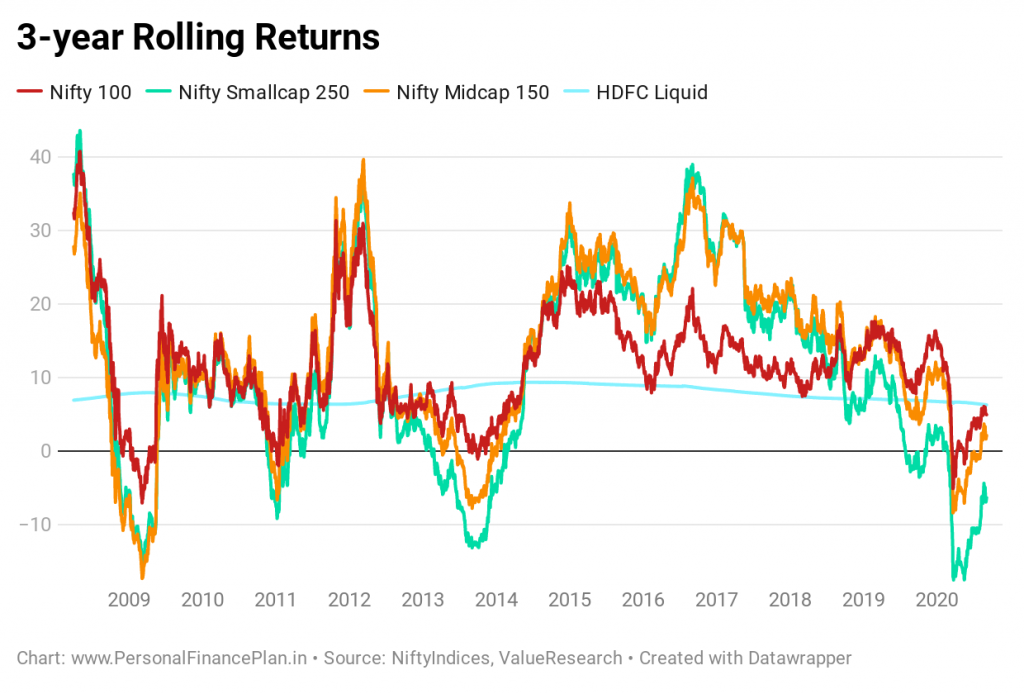 3-year Rolling Returns
Nifty 100 Nifty Smallcap 250 Nifty Midcap 150 HDFC Liquid
40
30
20
10
0
−10
2009 2010 2011 2012 2013 2014 2015 2016 2017 2018 2019 2020
Chart: www.PersonalFinancePlan.in • Source: NiftyIndices, ValueResearch • Created with Datawrapper